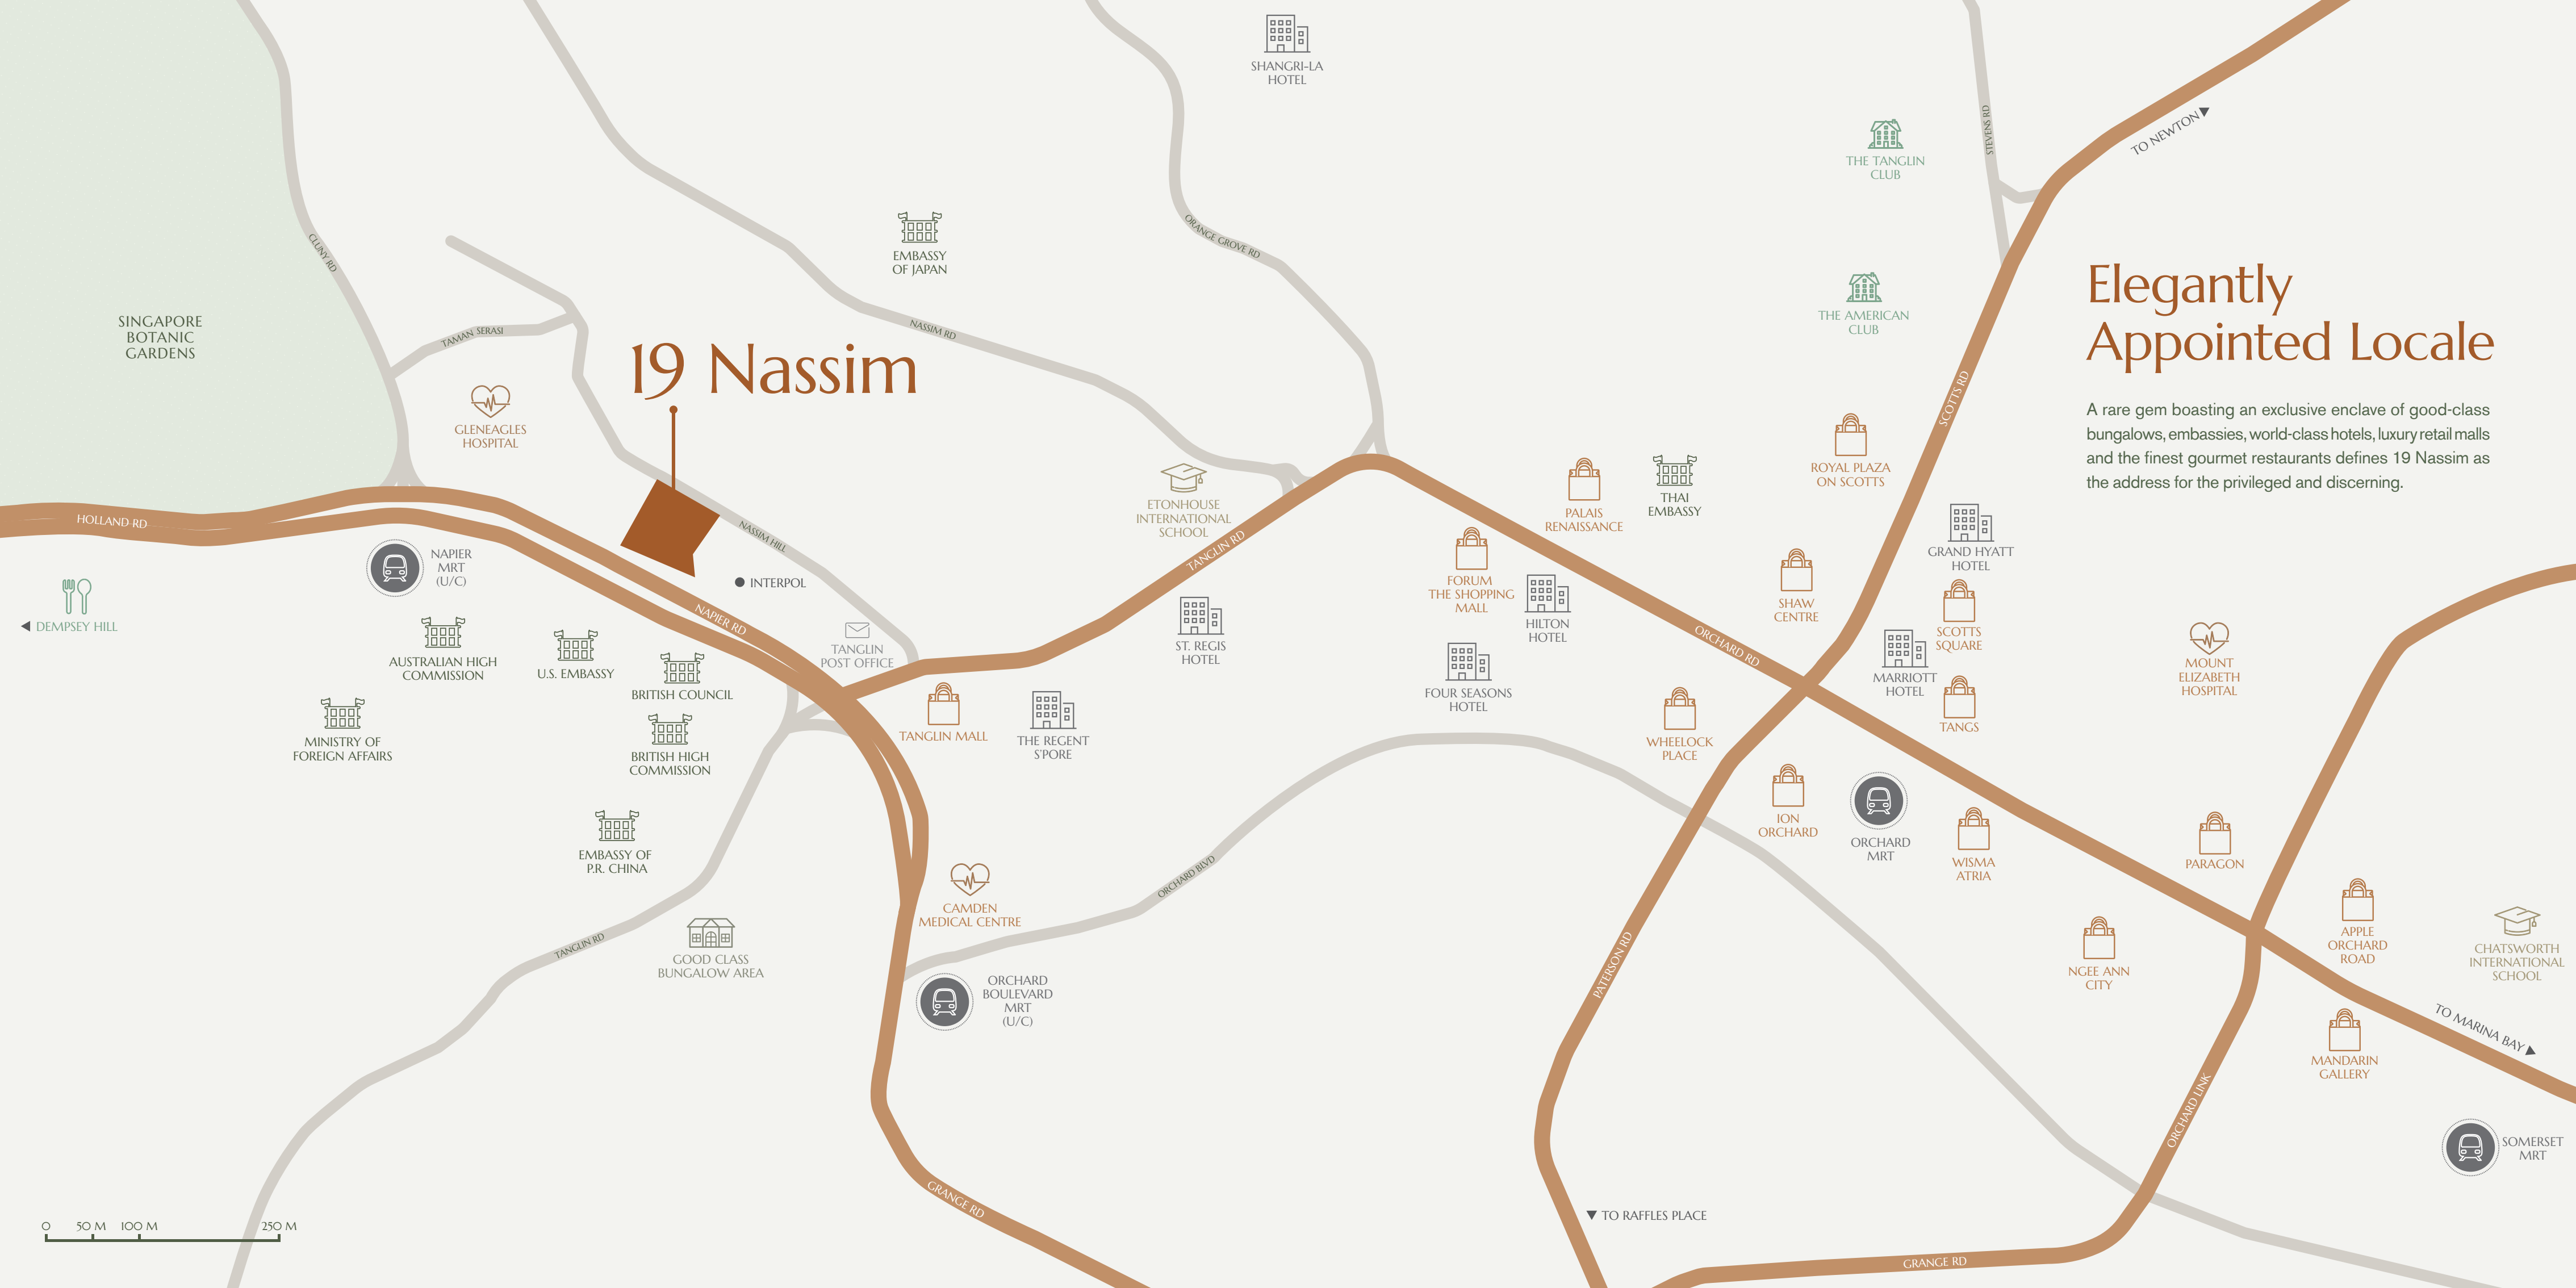 SHANGRI-LA
HOTEL
STEVENS RD
TO NEWTON
THE TANGLIN
CLUB
EMBASSY
OF JAPAN
ORANGE GROVE RD
CLUNY RD
Elegantly
Appointed Locale
A rare gem boasting an exclusive enclave of good-class
bungalows, embassies, world-class hotels, luxury retail malls
and the finest gourmet restaurants defines 19 Nassim as
the address for the privileged and discerning.
THE AMERICAN
CLUB
SINGAPORE
BOTANIC
GARDENS
TAMAN SERASI
NASSIM RD
19 Nassim
SCOTTS RD
GLENEAGLES
HOSPITAL
ROYAL PLAZA
ON SCOTTS
ETONHOUSE
INTERNATIONAL
SCHOOL
PALAIS
RENAISSANCE
THAI
EMBASSY
HOLLAND RD
NASSIM HILL
TANGLIN RD
GRAND HYATT
HOTEL
NAPIER
MRT
(U/C)
INTERPOL
FORUM
THE SHOPPING
MALL
HILTON
HOTEL
SHAW
CENTRE
SCOTTS
SQUARE
DEMPSEY HILL
NAPIER RD
TANGLIN
POST OFFICE
ST. REGIS
HOTEL
ORCHARD RD
AUSTRALIAN HIGH
COMMISSION
U.S. EMBASSY
BRITISH COUNCIL
FOUR SEASONS
HOTEL
MARRIOTT
HOTEL
MOUNT
ELIZABETH
HOSPITAL
MINISTRY OF
FOREIGN AFFAIRS
BRITISH HIGH
COMMISSION
TANGLIN MALL
THE REGENT
S'PORE
WHEELOCK
PLACE
TANGS
ION
ORCHARD
ORCHARD
MRT
WISMA
ATRIA
PARAGON
EMBASSY OF
P.R. CHINA
ORCHARD BLVD
CAMDEN
MEDICAL CENTRE
TANGLIN RD
GOOD CLASS
BUNGALOW AREA
PATERSON RD
NGEE ANN
CITY
APPLE
ORCHARD
ROAD
CHATSWORTH
INTERNATIONAL
SCHOOL
ORCHARD
BOULEVARD
MRT
(U/C)
TO MARINA BAY
MANDARIN
GALLERY
ORCHARD LINK
SOMERSET
MRT
GRANGE RD
TO RAFFLES PLACE
0 50 M 100 M 250 M
GRANGE RD